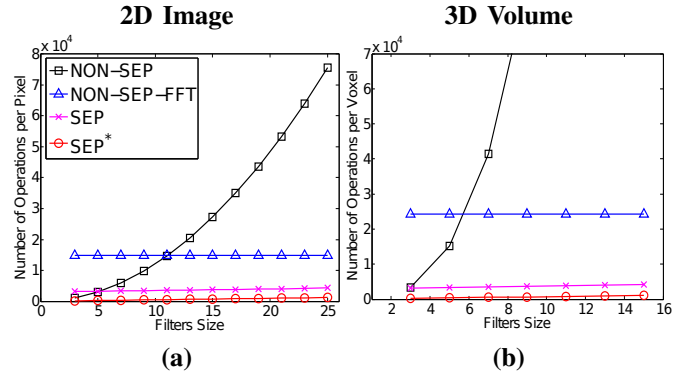 2D Image
3D Volume
8 x 10^4
7
6
5
4
3
2
1
0
0 5 10 15 20 25
Number of Operations per Pixel
Filters Size
NON−SEP
NON−SEP−FFT
SEP
SEP*
(a)
7 x 10^4
6
5
4
3
2
1
0
2 4 6 8 10 12 14 16
Number of Operations per Voxel
Filters Size
(b)